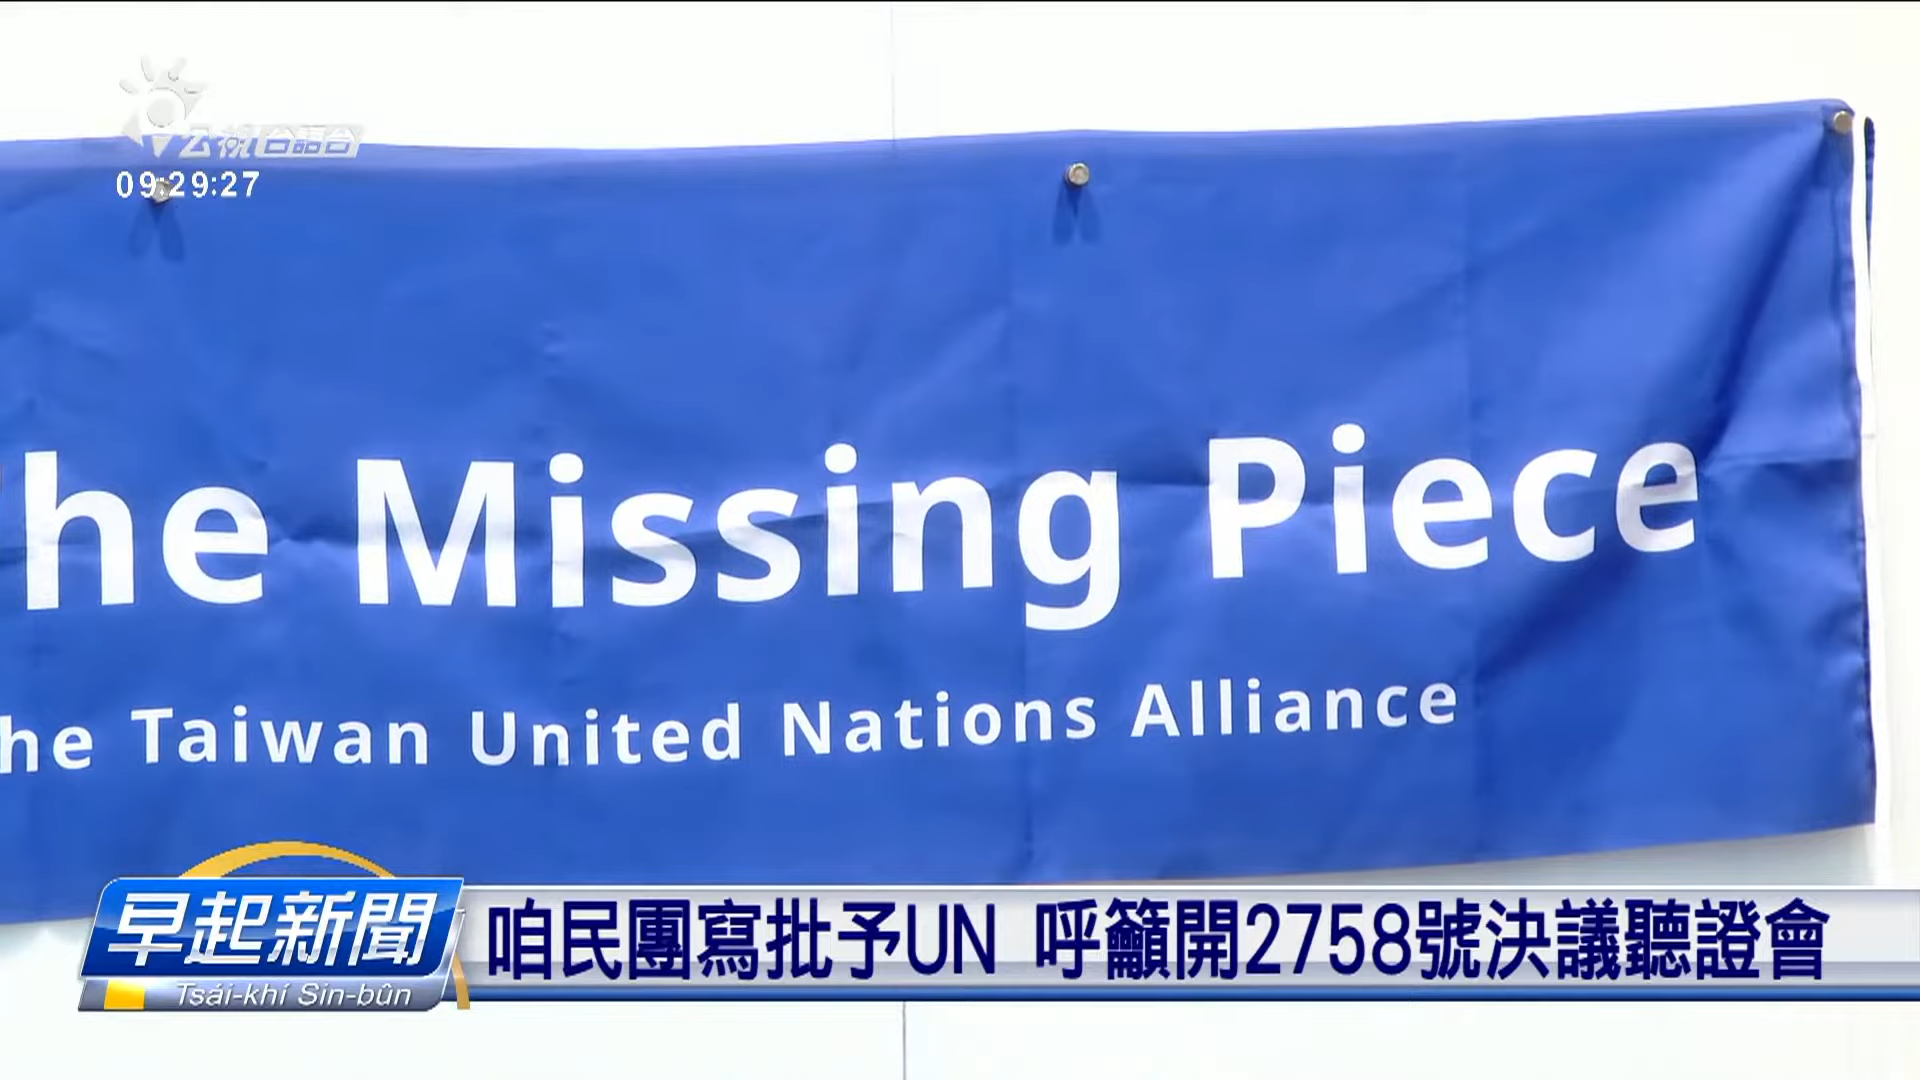 公視台語台
09:29:27
he Missing Piece
he Taiwan United Nations Alliance
早起新聞
Tsái-khí Sin-bûn
咱民團寫批予UN 呼籲開2758號決議聽證會